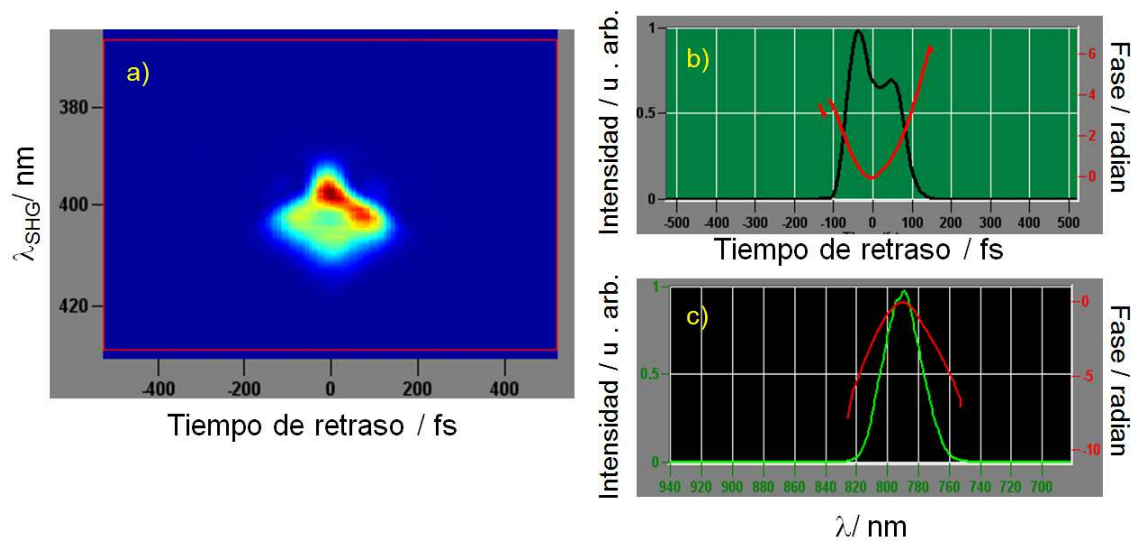 a)
λSHG/ nm
380
400
420
-400 -200 0 200 400
Tiempo de retraso / fs
b)
Intensidad / u . arb.
1
0.5
0
-6
-4
-2
-0
Fase / radian
-500 -400 -300 -200 -100 0 100 200 300 400 500
Tiempo de retraso / fs
c)
Intensidad / u . arb.
1
0.5
0
-0
-5
-10
Fase / radian
940 920 900 880 860 840 820 800 780 760 740 720 700
λ/ nm